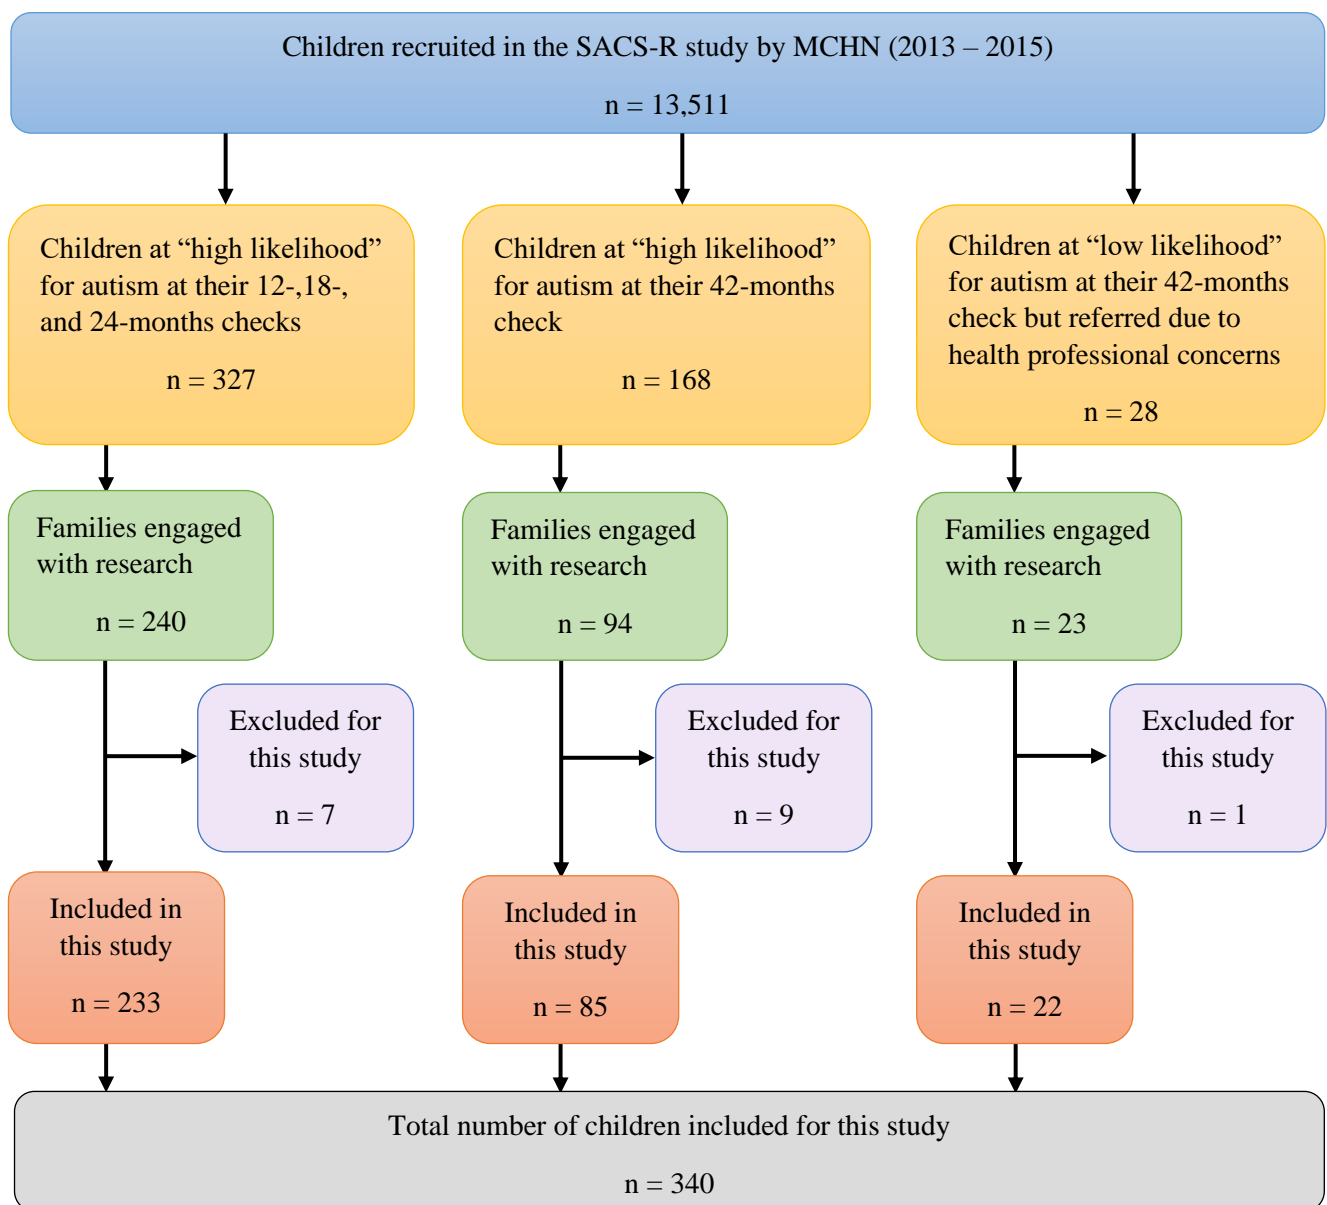 Children recruited in the SACS-R study by MCHN (2013 – 2015)
n = 13,511
Children at “high likelihood”
for autism at their 12-,18-,
and 24-months checks
n = 327
Children at “high likelihood”
for autism at their 42-months
check
n = 168
Children at “low likelihood”
for autism at their 42-months
check but referred due to
health professional concerns
n = 28
Families engaged
with research
n = 240
Families engaged
with research
n = 94
Families engaged
with research
n = 23
Excluded for
this study
n = 7
Excluded for
this study
n = 9
Excluded for
this study
n = 1
Included in
this study
n = 233
Included in
this study
n = 85
Included in
this study
n = 22
Total number of children included for this study
n = 340